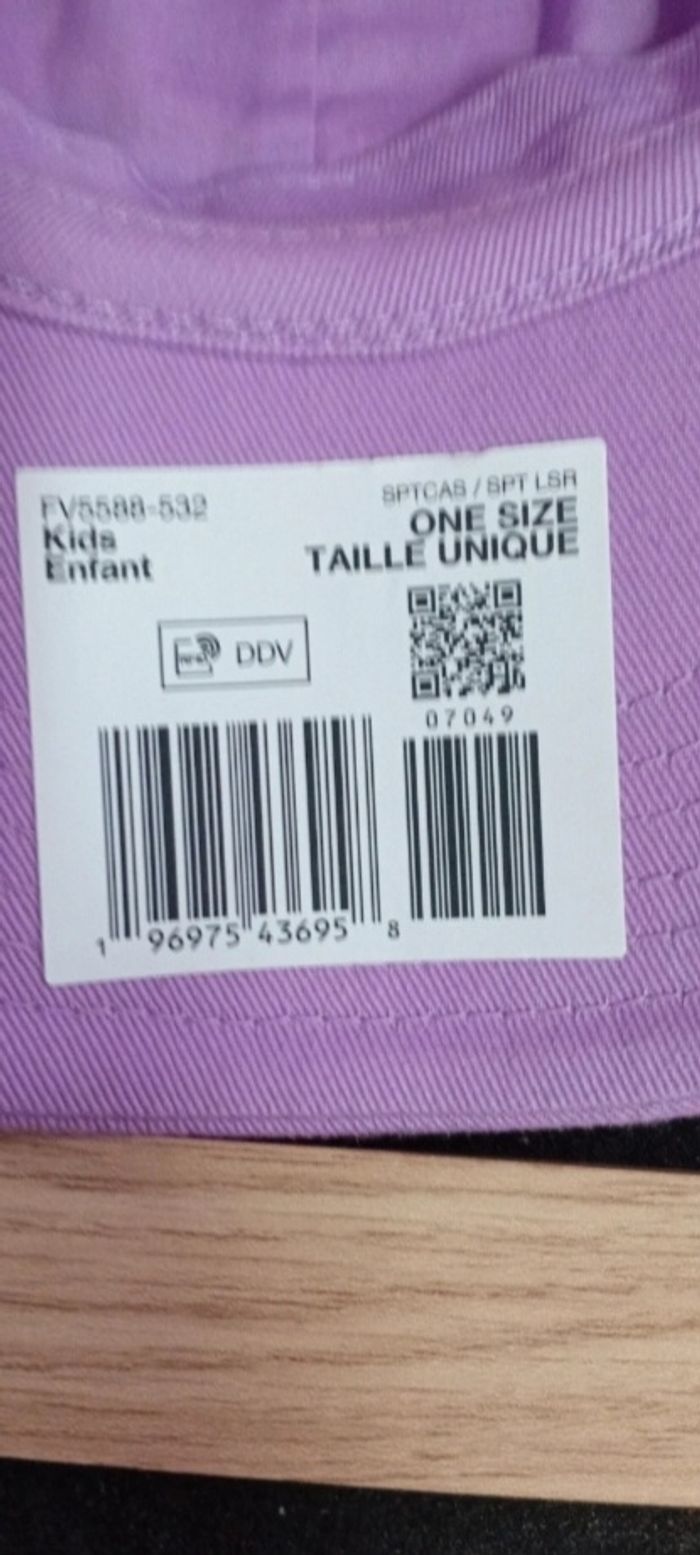 FV5588-532
SPTCAS / SPT LSR
Kids
ONE SIZE
Enfant
TAILLE UNIQUE
DDV
07049
1 96975 43695 8